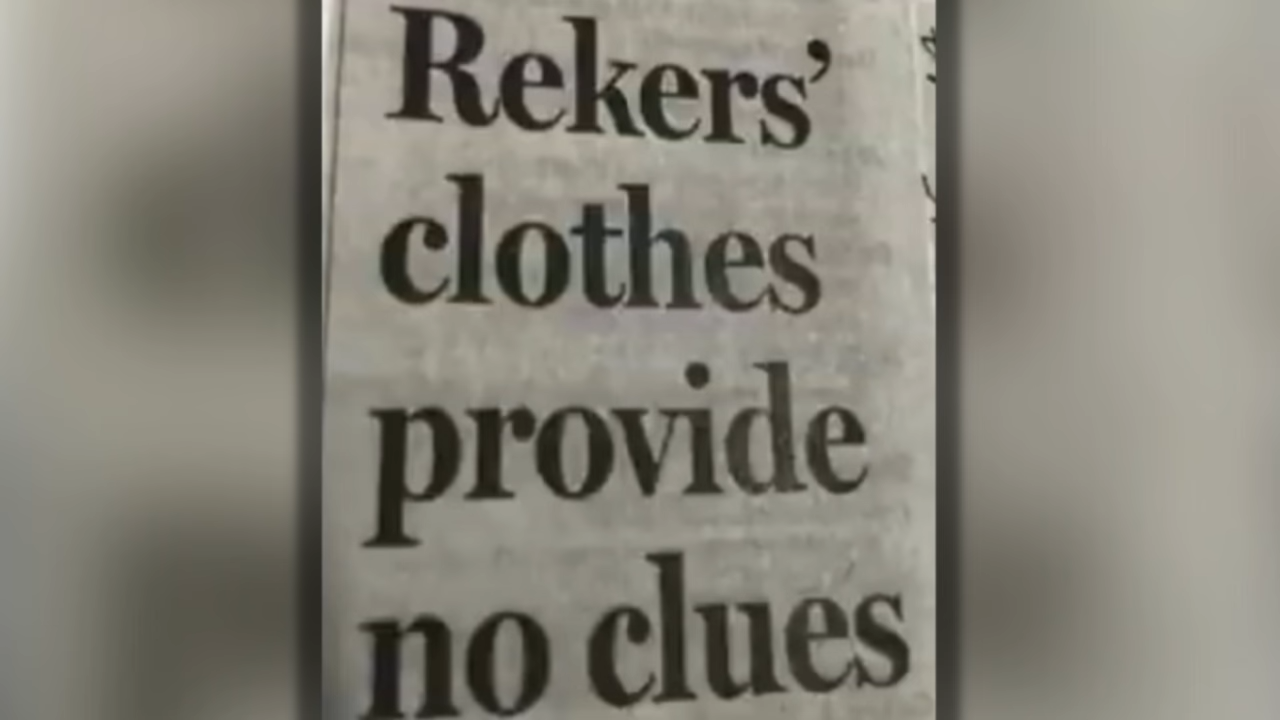 Rekers’
clothes
provide
no clues